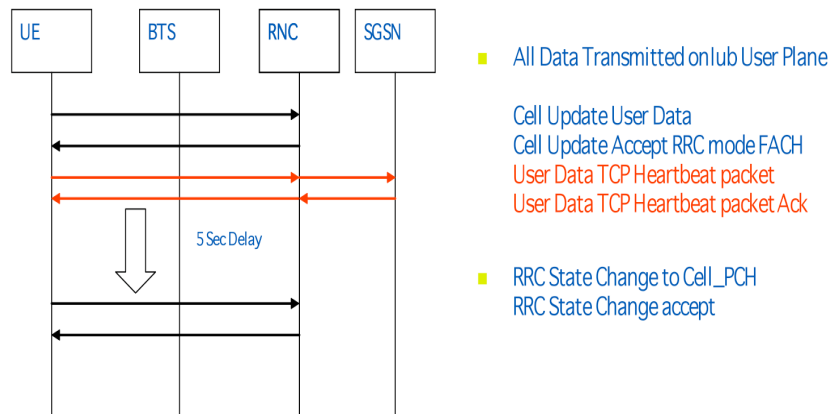 UE
BTS
RNC
SGSN
All Data Transmitted on Iub User Plane
Cell Update User Data
Cell Update Accept RRC mode FACH
User Data TCP Heartbeat packet
User Data TCP Heartbeat packet Ack
5 Sec Delay
RRC State Change to Cell_PCH
RRC State Change accept